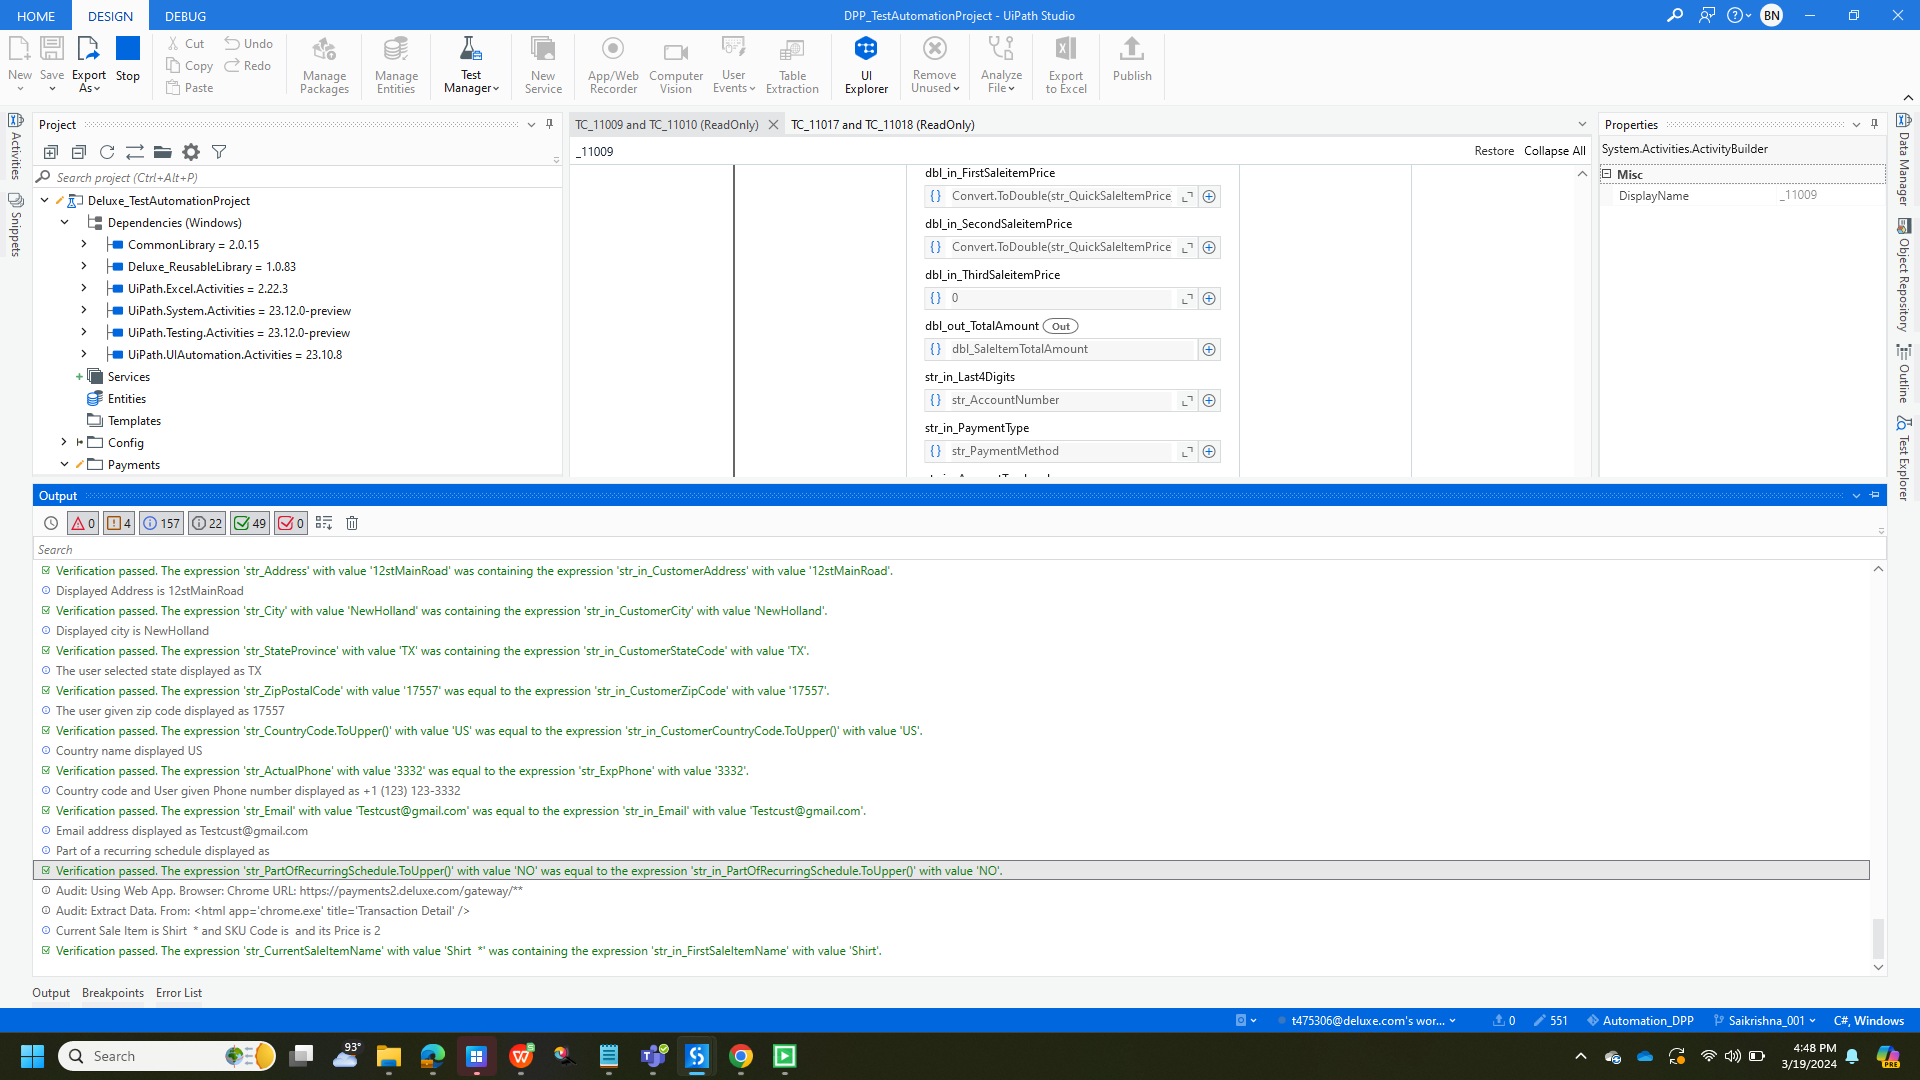 HOME DESIGN DEBUG
DPP_TestAutomationProject - UiPath Studio
BN
New Save Export As Stop
Cut Copy Paste
Undo Redo
Manage Packages
Manage Entities
Test Manager
New Service
App/Web Recorder
Computer Vision
User Events
Table Extraction
UI Explorer
Remove Unused
Analyze File
Export to Excel
Publish
Activities
Snippets
Project
Search project (Ctrl+Alt+P)
Deluxe_TestAutomationProject
Dependencies (Windows)
CommonLibrary = 2.0.15
Deluxe_ReusableLibrary = 1.0.83
UiPath.Excel.Activities = 2.22.3
UiPath.System.Activities = 23.12.0-preview
UiPath.Testing.Activities = 23.12.0-preview
UiPath.UIAutomation.Activities = 23.10.8
Services
Entities
Templates
Config
Payments
TC_11009 and TC_11010 (ReadOnly)
TC_11017 and TC_11018 (ReadOnly)
_11009
Restore Collapse All
dbl_in_FirstSaleitemPrice
Convert.ToDouble(str_QuickSaleItemPrice
dbl_in_SecondSaleitemPrice
Convert.ToDouble(str_QuickSaleItemPrice
dbl_in_ThirdSaleitemPrice
0
dbl_out_TotalAmount Out
dbl_SaleItemTotalAmount
str_in_Last4Digits
str_AccountNumber
str_in_PaymentType
str_PaymentMethod
Properties
System.Activities.ActivityBuilder
Misc
DisplayName _11009
Data Manager
Object Repository
Outline
Test Explorer
Output
0 4 157 22 49 0
Search
Verification passed. The expression 'str_Address' with value '12stMainRoad' was containing the expression 'str_in_CustomerAddress' with value '12stMainRoad'.
Displayed Address is 12stMainRoad
Verification passed. The expression 'str_City' with value 'NewHolland' was containing the expression 'str_in_CustomerCity' with value 'NewHolland'.
Displayed city is NewHolland
Verification passed. The expression 'str_StateProvince' with value 'TX' was containing the expression 'str_in_CustomerStateCode' with value 'TX'.
The user selected state displayed as TX
Verification passed. The expression 'str_ZipPostalCode' with value '17557' was equal to the expression 'str_in_CustomerZipCode' with value '17557'.
The user given zip code displayed as 17557
Verification passed. The expression 'str_CountryCode.ToUpper()' with value 'US' was equal to the expression 'str_in_CustomerCountryCode.ToUpper()' with value 'US'.
Country name displayed US
Verification passed. The expression 'str_ActualPhone' with value '3332' was equal to the expression 'str_ExpPhone' with value '3332'.
Country code and User given Phone number displayed as +1 (123) 123-3332
Verification passed. The expression 'str_Email' with value 'Testcust@gmail.com' was equal to the expression 'str_in_Email' with value 'Testcust@gmail.com'.
Email address displayed as Testcust@gmail.com
Part of a recurring schedule displayed as
Verification passed. The expression 'str_PartOfRecurringSchedule.ToUpper()' with value 'NO' was equal to the expression 'str_in_PartOfRecurringSchedule.ToUpper()' with value 'NO'.
Audit: Using Web App. Browser: Chrome URL: https://payments2.deluxe.com/gateway/**
Audit: Extract Data. From: <html app='chrome.exe' title='Transaction Detail' />
Current Sale Item is Shirt * and SKU Code is and its Price is 2
Verification passed. The expression 'str_CurrentSaleItemName' with value 'Shirt *' was containing the expression 'str_in_FirstSaleItemName' with value 'Shirt'.
Output Breakpoints Error List
t475306@deluxe.com's wor... 0 551 Automation_DPP Saikrishna_001 C#, Windows
Search
93°
4:48 PM
3/19/2024
PRE